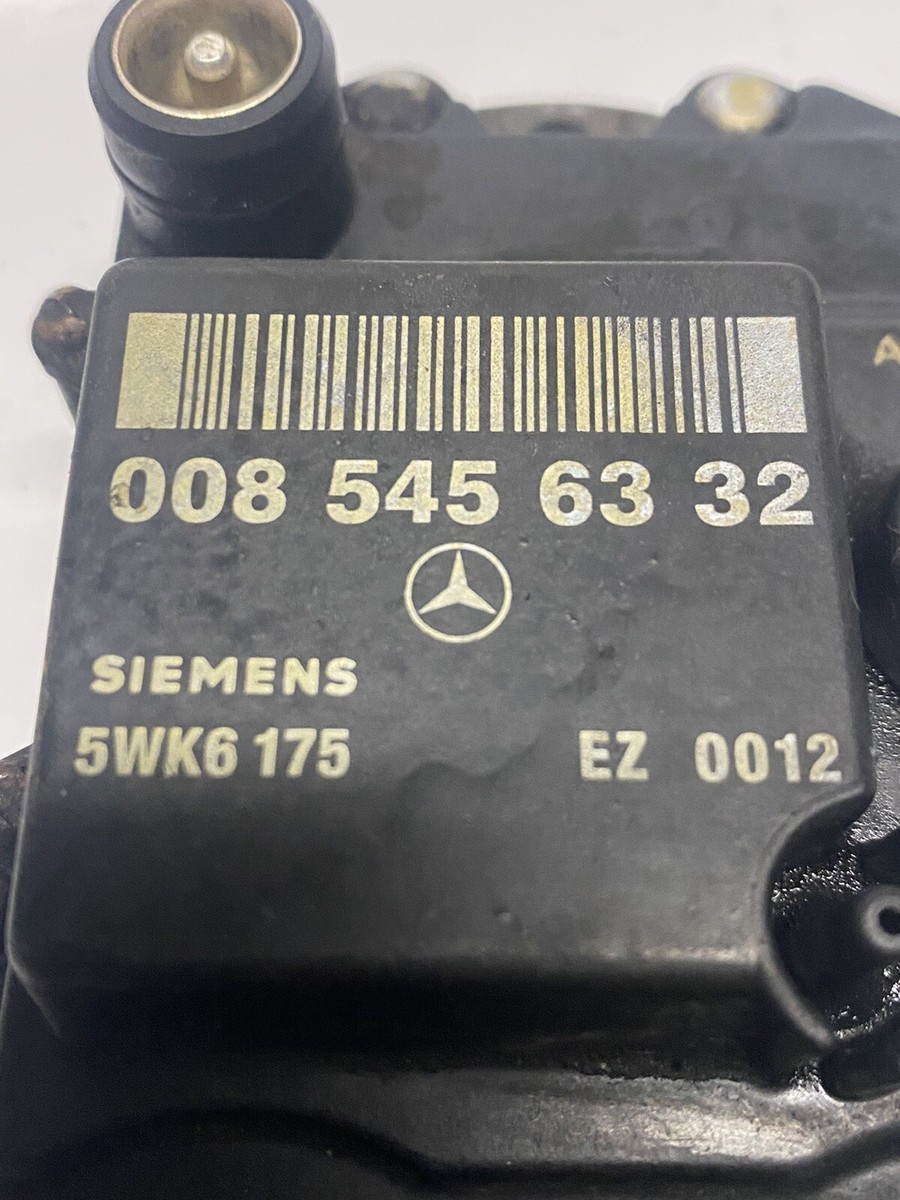 A
008 545 63 32
SIEMENS
5WK6 175 EZ 0012